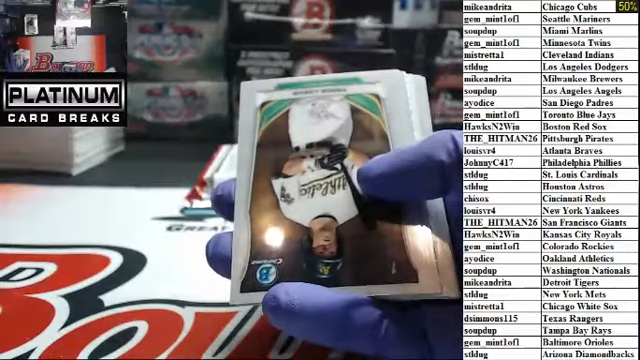 PLATINUM
CARD BREAKS
mikeandrita Chicago Cubs 50%
gem_mint1of1 Seattle Mariners
soupdup Miami Marlins
gem_mint1of1 Minnesota Twins
mistretta1 Cleveland Indians
stldug Los Angeles Dodgers
mikeandrita Milwaukee Brewers
soupdup Los Angeles Angels
ayodice San Diego Padres
gem_mint1of1 Toronto Blue Jays
HawksN2Win Boston Red Sox
THE_HITMAN26 Pittsburgh Pirates
louisvr4 Atlanta Braves
JohnnyC417 Philadelphia Phillies
stldug St. Louis Cardinals
stldug Houston Astros
chisox Cincinnati Reds
louisvr4 New York Yankees
THE_HITMAN26 San Francisco Giants
HawksN2Win Kansas City Royals
gem_mint1of1 Colorado Rockies
ayodice Oakland Athletics
soupdup Washington Nationals
mikeandrita Detroit Tigers
stldug New York Mets
mistretta1 Chicago White Sox
dsimmons115 Texas Rangers
soupdup Tampa Bay Rays
gem_mint1of1 Baltimore Orioles
stldug Arizona Diamondbacks
Athletics
Chrome
B